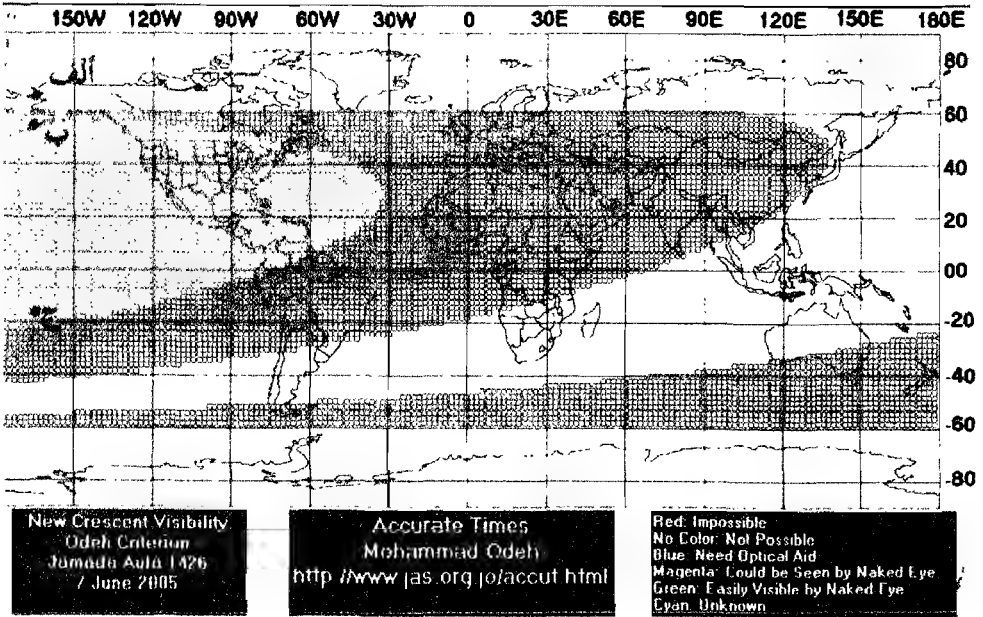 150W 120W 90W 60W 30W 0 30E 60E 90E 120E 150E 180E
80
ألف
60
ب
40
20
00
ج
-20
-40
-60
-80
New Crescent Visibility
Odeh Criterion
Jumada Aula 1426
7 June 2005
Accurate Times
Mohammad Odeh
http://www.jas.org.jo/accut.html
Red: Impossible
No Color: Not Possible
Blue: Need Optical Aid
Magenta: Could be Seen by Naked Eye
Green: Easily Visible by Naked Eye
Cyan: Unknown